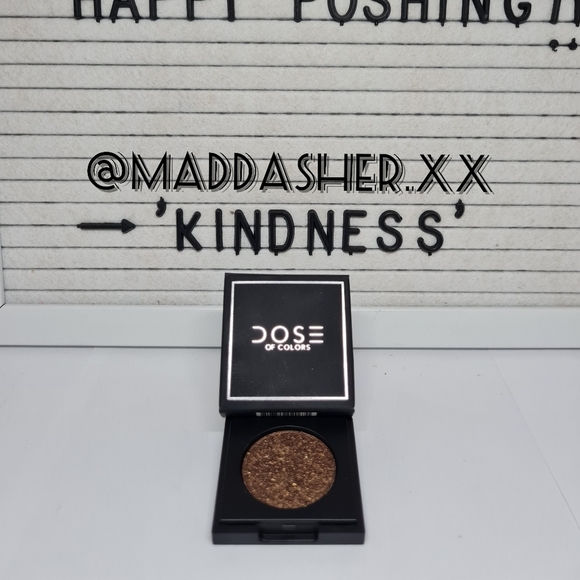 HAPPY POSHING
@MADDASHER.XX
'KINDNESS'
DOSE
OF COLORS